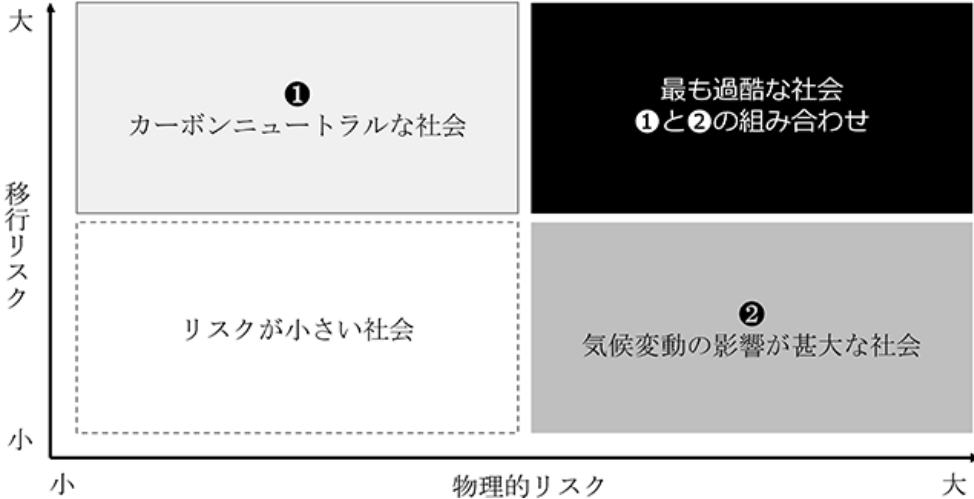 大
❶
カーボンニュートラルな社会
最も過酷な社会
❶と❷の組み合わせ
移行リスク
リスクが小さい社会
❷
気候変動の影響が甚大な社会
小
小
物理的リスク
大